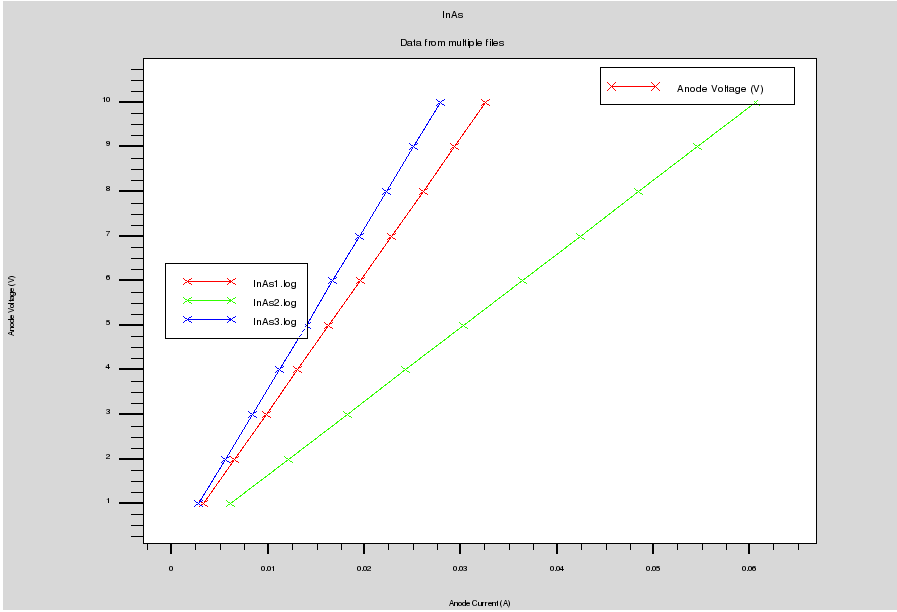 InAs
Data from multiple files
Anode Voltage (V)
10
9
8
7
6
5
4
3
2
1
Anode Voltage (V)
InAs1.log
InAs2.log
InAs3.log
0
0.01
0.02
0.03
0.04
0.05
0.06
Anode Current (A)